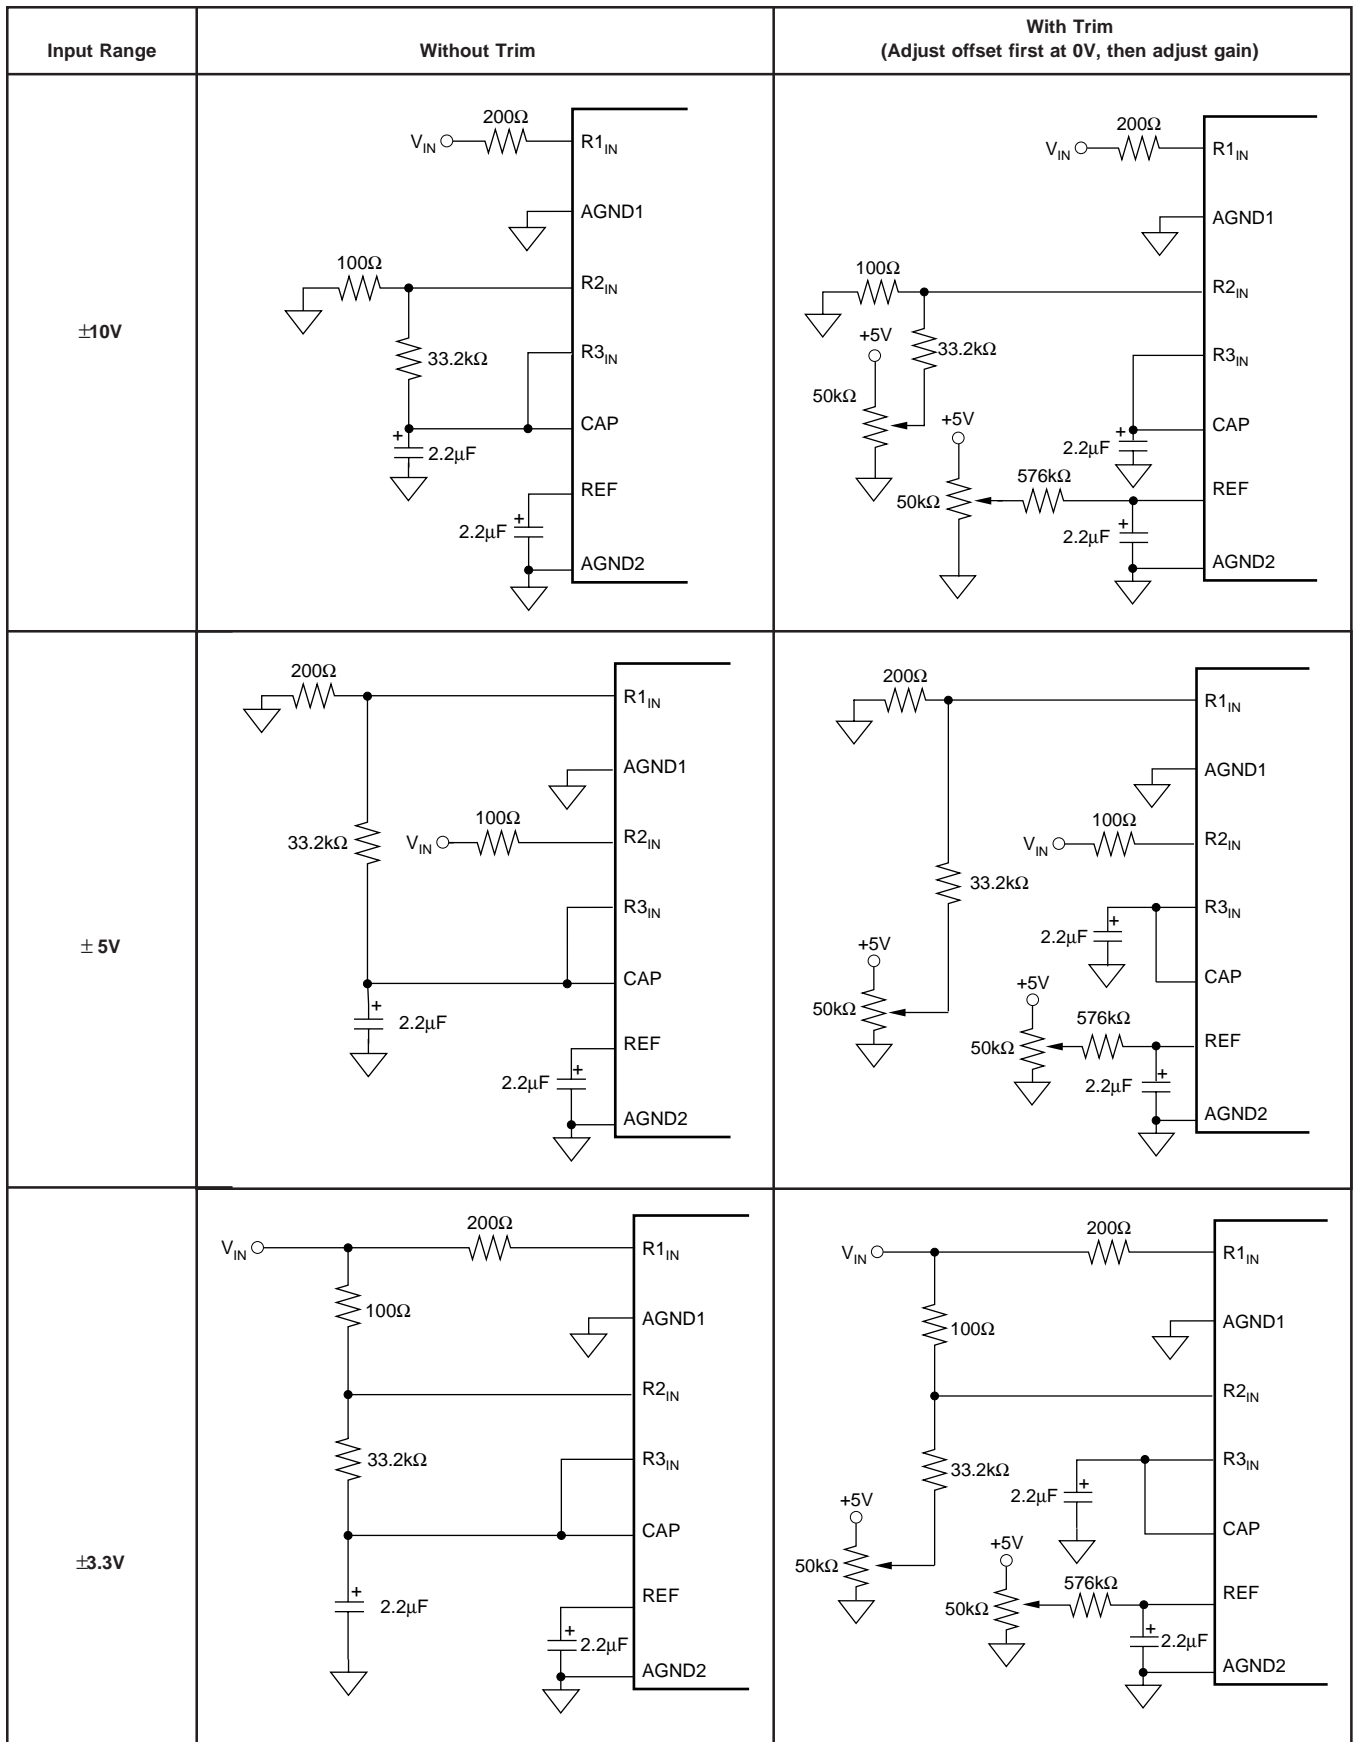 Input Range
Without Trim
With Trim
(Adjust offset first at 0V, then adjust gain)
±10V
200Ω
V_IN
R1_IN
AGND1
100Ω
R2_IN
33.2kΩ
R3_IN
CAP
+
2.2µF
REF
+
2.2µF
AGND2
200Ω
V_IN
R1_IN
AGND1
100Ω
R2_IN
+5V
33.2kΩ
R3_IN
50kΩ
+5V
+
CAP
2.2µF
576kΩ
REF
50kΩ
+
2.2µF
AGND2
± 5V
200Ω
R1_IN
AGND1
100Ω
33.2kΩ
V_IN
R2_IN
R3_IN
CAP
+
2.2µF
REF
+
2.2µF
AGND2
200Ω
R1_IN
AGND1
100Ω
V_IN
R2_IN
33.2kΩ
R3_IN
+
2.2µF
+5V
CAP
+5V
50kΩ
576kΩ
REF
50kΩ
+
2.2µF
AGND2
±3.3V
200Ω
V_IN
R1_IN
100Ω
AGND1
R2_IN
33.2kΩ
R3_IN
CAP
+
2.2µF
REF
+
2.2µF
AGND2
200Ω
V_IN
R1_IN
100Ω
AGND1
R2_IN
33.2kΩ
R3_IN
+
2.2µF
+5V
CAP
+5V
50kΩ
576kΩ
REF
50kΩ
+
2.2µF
AGND2